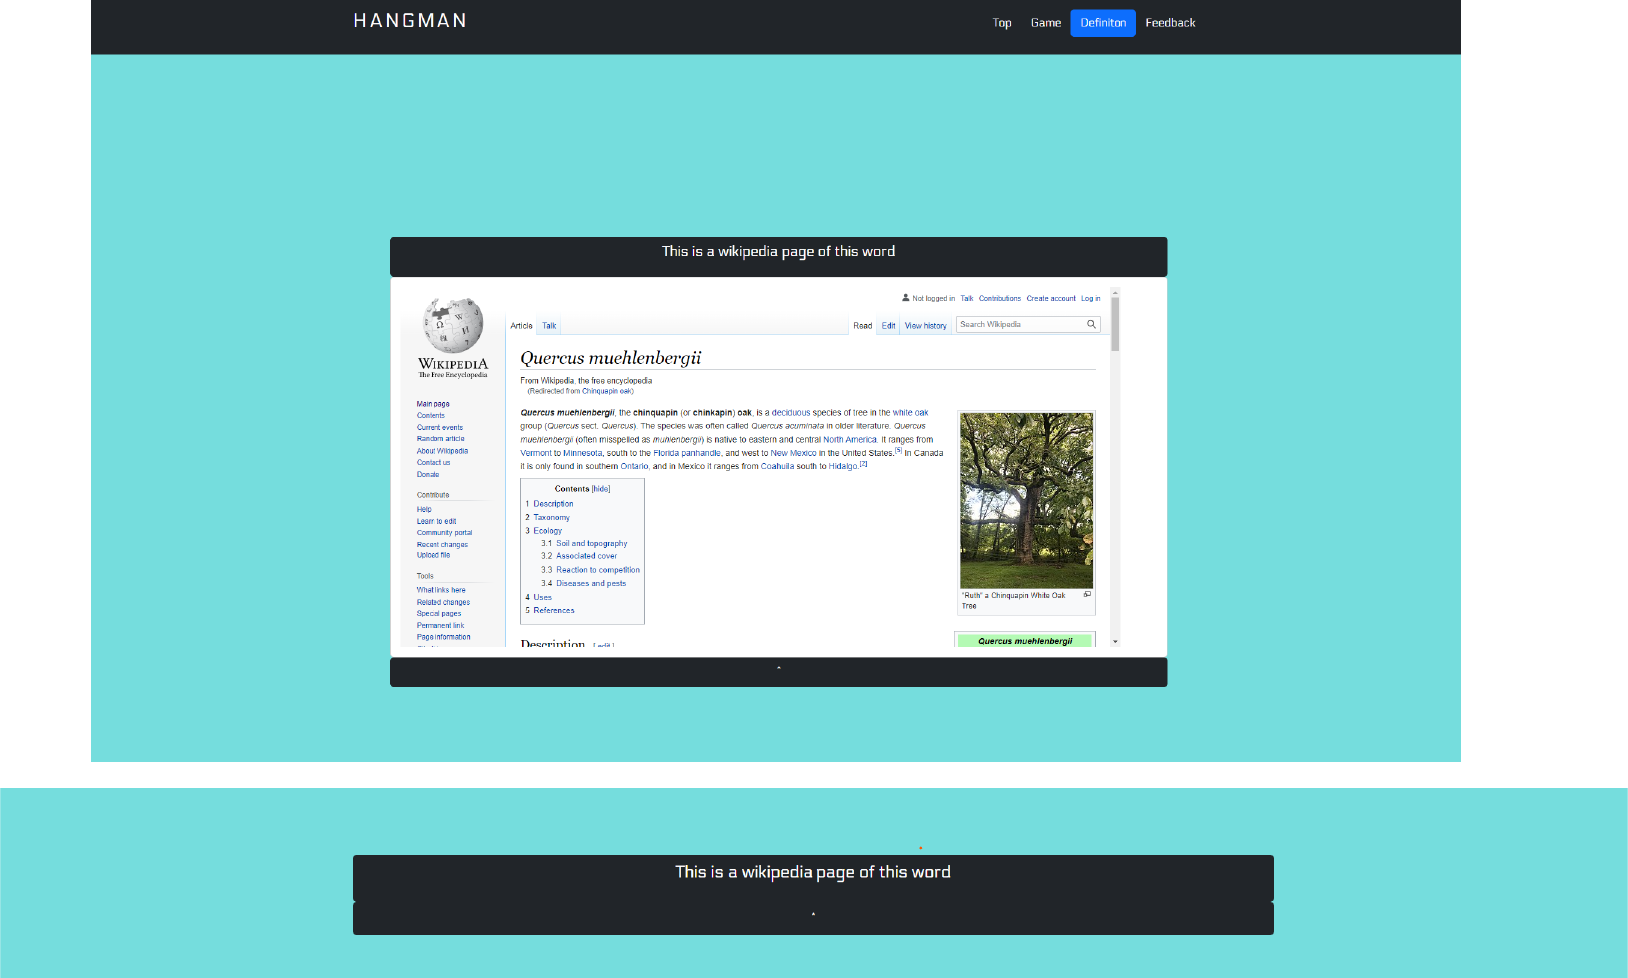 HANGMAN
Top Game Definiton Feedback
This is a wikipedia page of this word
Not logged in Talk Contributions Create account Log in
Article Talk
Read Edit View history Search Wikipedia
WIKIPEDIA
The Free Encyclopedia
Main page
Contents
Current events
Random article
About Wikipedia
Contact us
Donate
Contribute
Help
Learn to edit
Community portal
Recent changes
Upload file
Tools
What links here
Related changes
Special pages
Permanent link
Page information
Quercus muehlenbergii
From Wikipedia, the free encyclopedia
(Redirected from Chinquapin oak)
Quercus muehlenbergii, the chinquapin (or chinkapin) oak, is a deciduous species of tree in the white oak
group (Quercus sect. Quercus). The species was often called Quercus acuminata in older literature. Quercus
muehlenbergii (often misspelled as muhlenbergii) is native to eastern and central North America. It ranges from
Vermont to Minnesota, south to the Florida panhandle, and west to New Mexico in the United States.[5] In Canada
it is only found in southern Ontario, and in Mexico it ranges from Coahuila south to Hidalgo.[2]
Contents [hide]
1 Description
2 Taxonomy
3 Ecology
3.1 Soil and topography
3.2 Associated cover
3.3 Reaction to competition
3.4 Diseases and pests
4 Uses
5 References
Description [edit]
"Ruth" a Chinquapin White Oak
Tree
Quercus muehlenbergii
This is a wikipedia page of this word